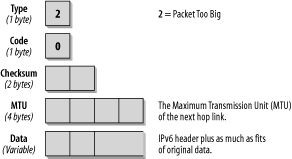 Type
(1 byte)
2
2 = Packet Too Big
Code
(1 byte)
0
Checksum
(2 bytes)
MTU
(4 bytes)
The Maximum Transmission Unit (MTU)
of the next hop link.
Data
(Variable)
IPv6 header plus as much as fits
of original data.